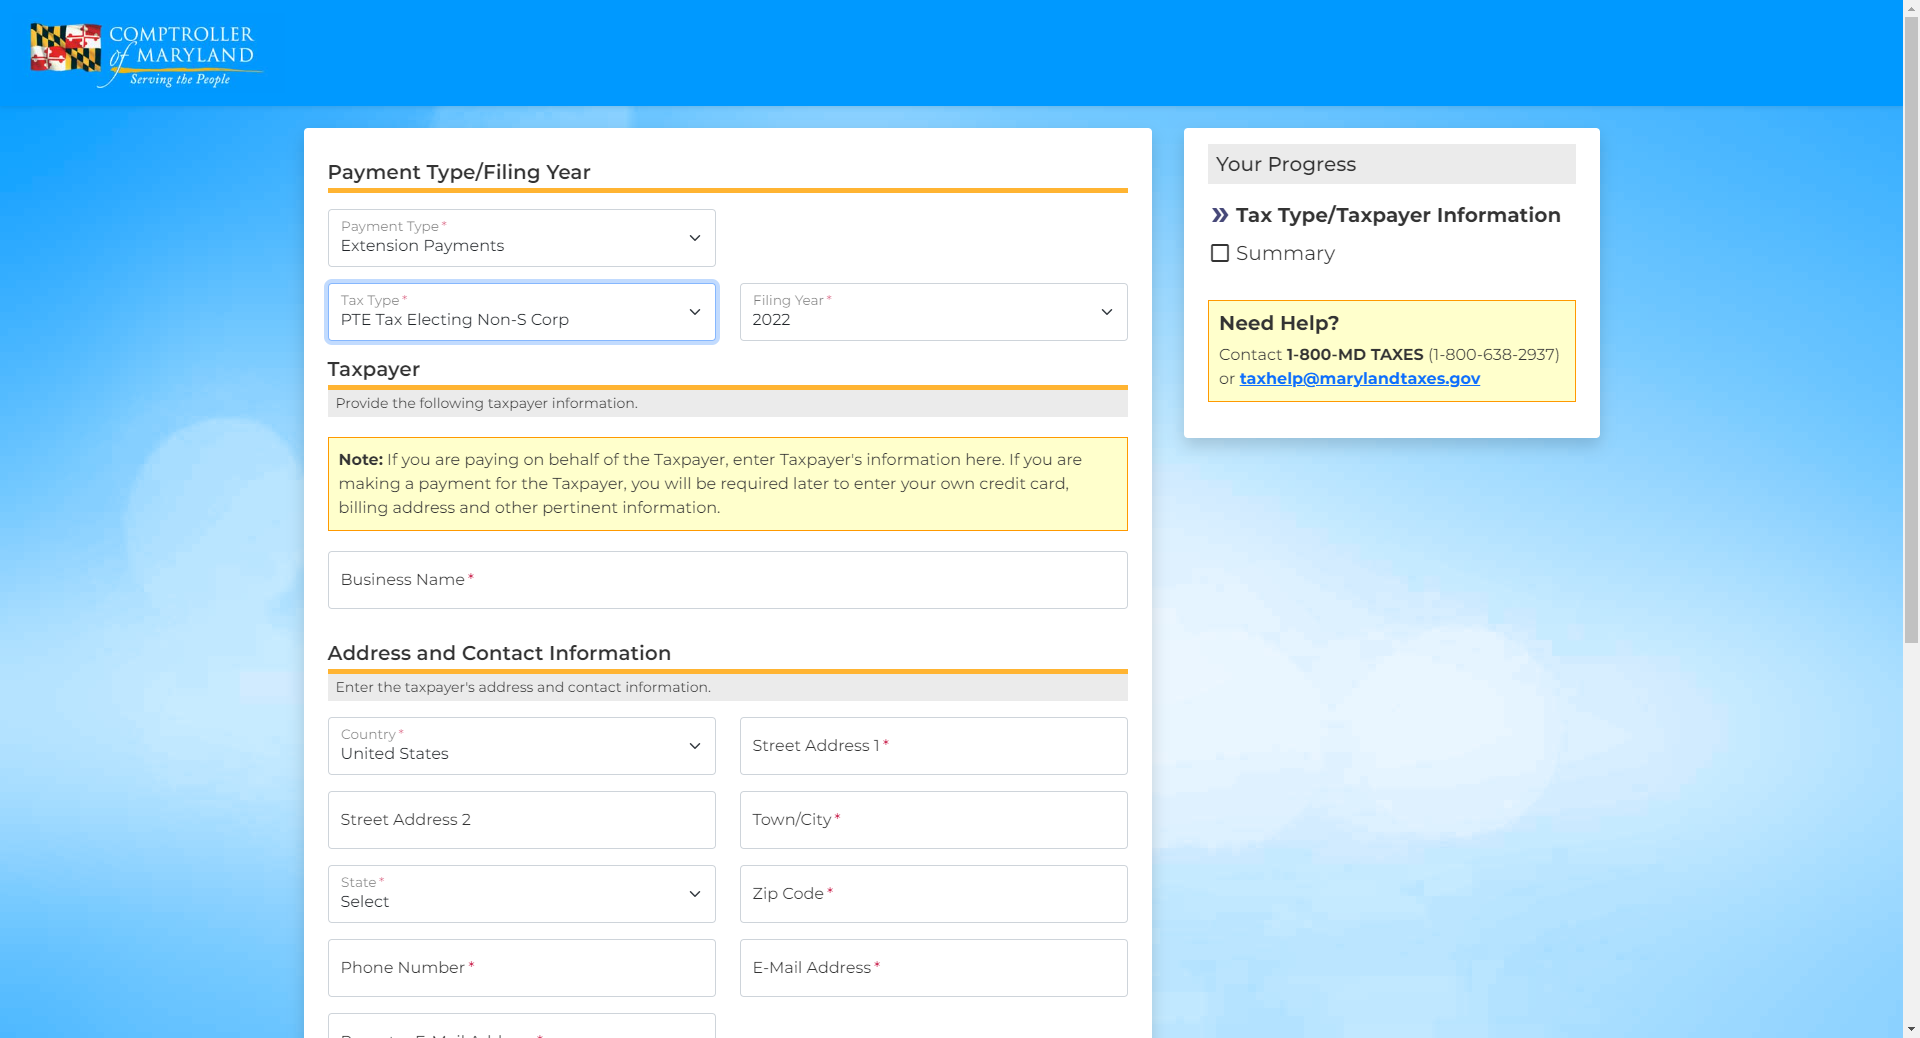 COMPTROLLER
of MARYLAND
Serving the People
Payment Type/Filing Year
Payment Type *
Extension Payments
Tax Type *
PTE Tax Electing Non-S Corp
Filing Year *
2022
Taxpayer
Provide the following taxpayer information.
Note: If you are paying on behalf of the Taxpayer, enter Taxpayer's information here. If you are
making a payment for the Taxpayer, you will be required later to enter your own credit card,
billing address and other pertinent information.
Business Name *
Address and Contact Information
Enter the taxpayer's address and contact information.
Country *
United States
Street Address 1 *
Street Address 2
Town/City *
State *
Select
Zip Code *
Phone Number *
E-Mail Address *
Your Progress
» Tax Type/Taxpayer Information
Summary
Need Help?
Contact 1-800-MD TAXES (1-800-638-2937)
or taxhelp@marylandtaxes.gov